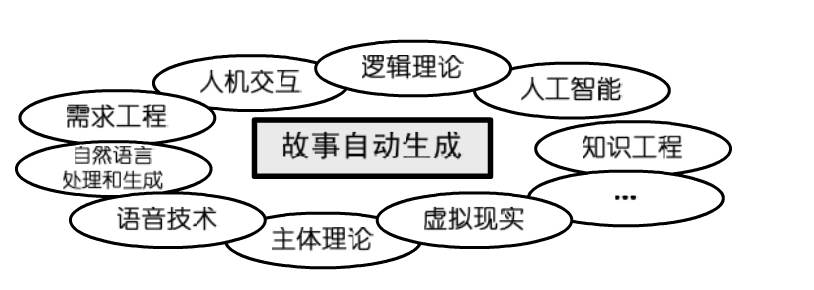 逻辑理论
人机交互
人工智能
需求工程
故事自动生成
知识工程
自然语言
处理和生成
...
语音技术
虚拟现实
主体理论